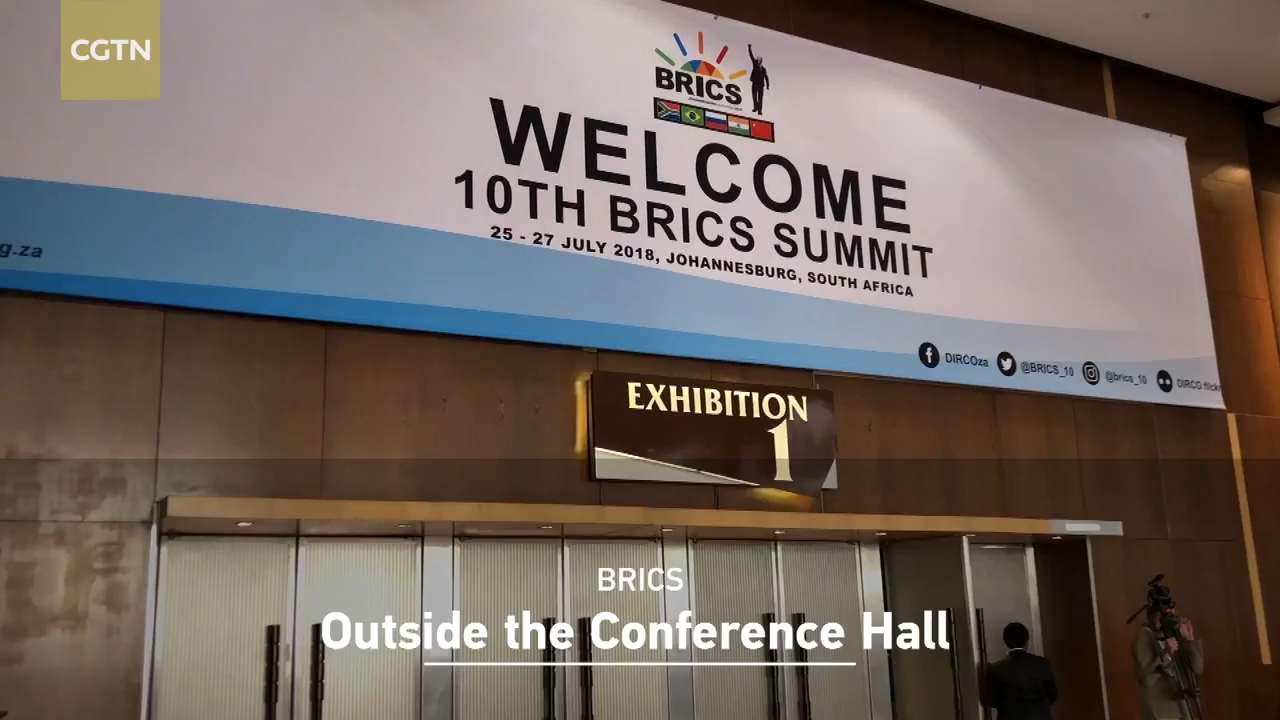 CGTN
BRICS
WELCOME
10TH BRICS SUMMIT
25 - 27 JULY 2018, JOHANNESBURG, SOUTH AFRICA
g.za
DIRCOza
@BRICS_10
@brics_10
DIRCO flickr
EXHIBITION
1
BRICS
Outside the Conference Hall